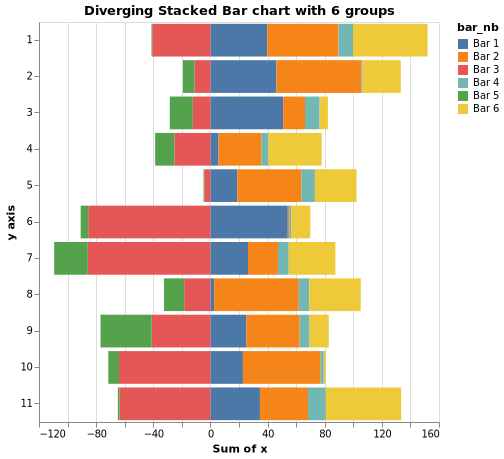 Diverging Stacked Bar chart with 6 groups
bar_nb
Bar 1
Bar 2
Bar 3
Bar 4
Bar 5
Bar 6
y axis
1
2
3
4
5
6
7
8
9
10
11
−120 −80 −40 0 40 80 120 160
Sum of x